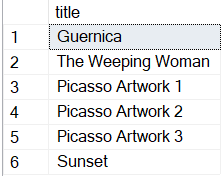 title
1 Guernica
2 The Weeping Woman
3 Picasso Artwork 1
4 Picasso Artwork 2
5 Picasso Artwork 3
6 Sunset